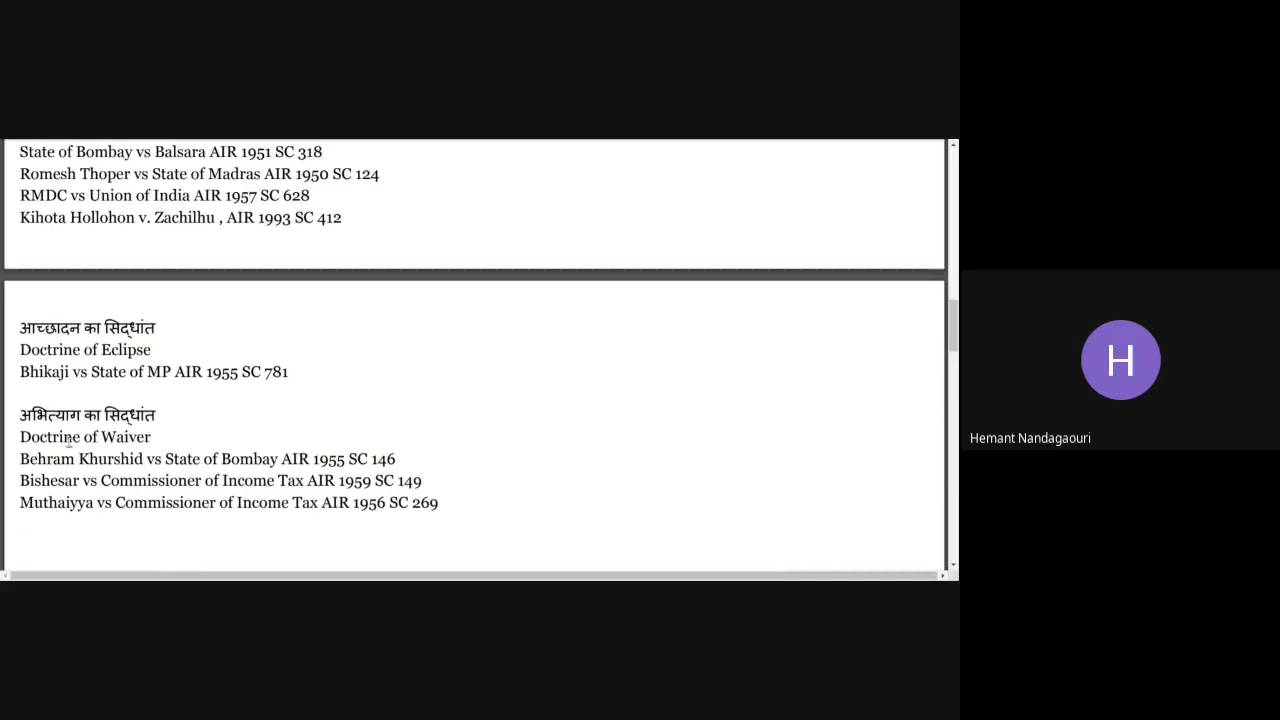 State of Bombay vs Balsara AIR 1951 SC 318
Romesh Thoper vs State of Madras AIR 1950 SC 124
RMDC vs Union of India AIR 1957 SC 628
Kihota Hollohon v. Zachilhu , AIR 1993 SC 412
आच्छादन का सिद्धांत
Doctrine of Eclipse
Bhikaji vs State of MP AIR 1955 SC 781
अभित्याग का सिद्धांत
Doctrine of Waiver
Behram Khurshid vs State of Bombay AIR 1955 SC 146
Bishesar vs Commissioner of Income Tax AIR 1959 SC 149
Muthaiyya vs Commissioner of Income Tax AIR 1956 SC 269
H
Hemant Nandagaouri